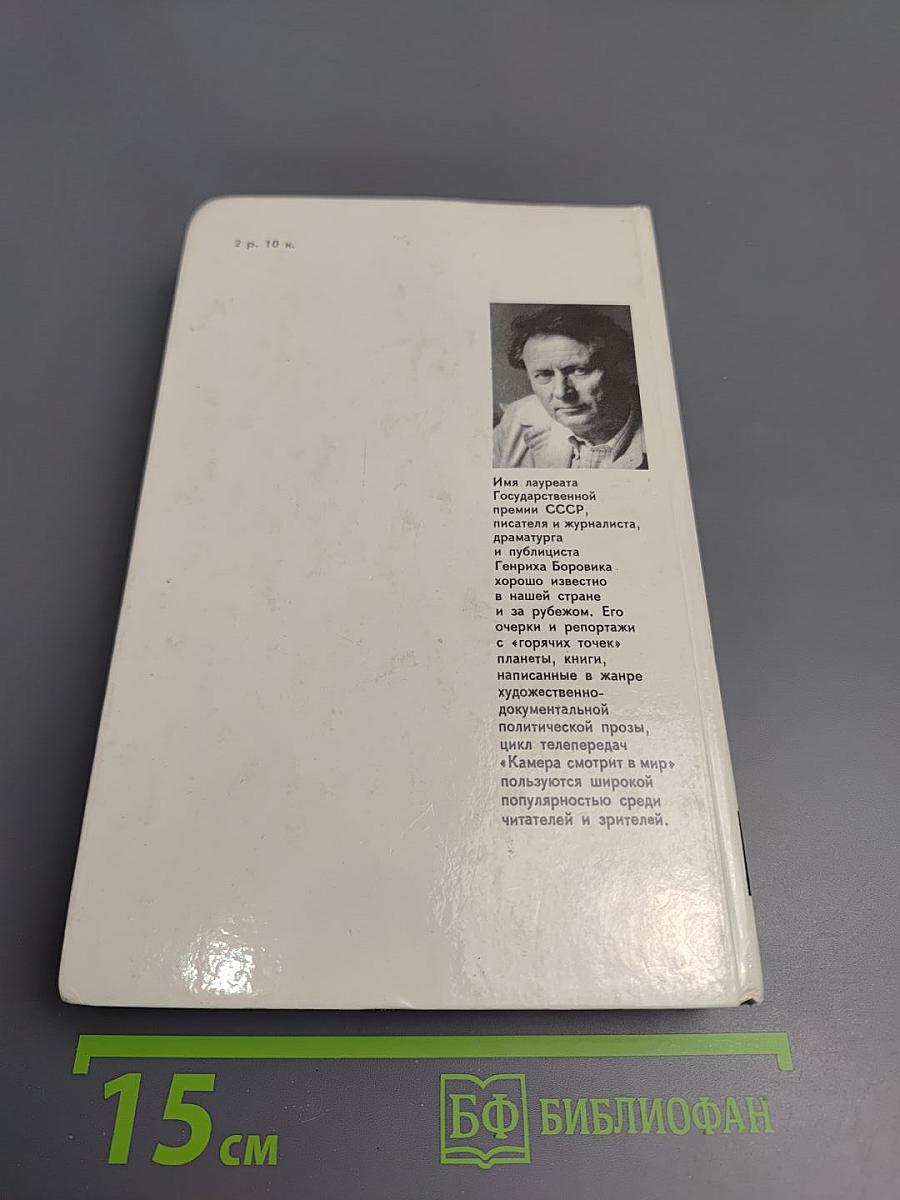 2 р. 10 к.
Имя лауреата
Государственной
премии СССР,
писателя и журналиста,
драматурга
и публициста
Генриха Боровика
хорошо известно
в нашей стране
и за рубежом. Его
очерки и репортажи
с «горячих точек»
планеты, книги,
написанные в жанре
художественно-
документальной
политической прозы,
цикл телепередач
«Камера смотрит в мир»
пользуются широкой
популярностью среди
читателей и зрителей.
15 см
БФ БИБЛИОФАН